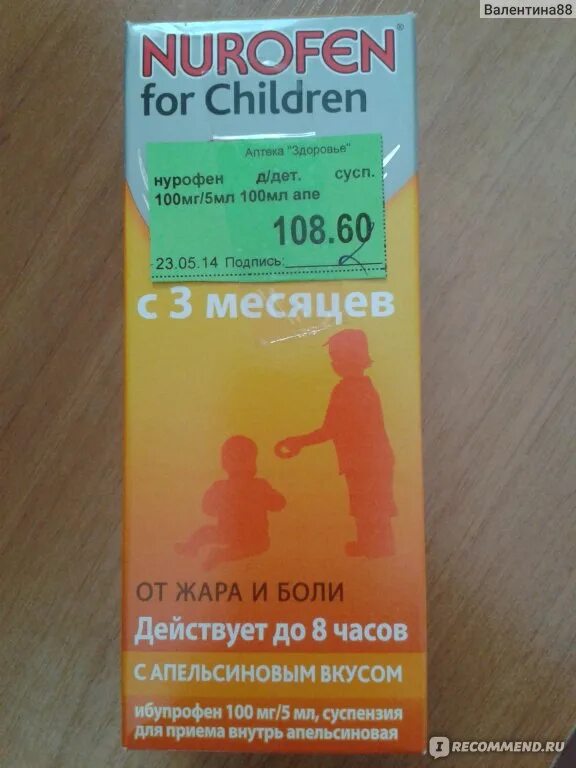 Валентина88
NUROFEN
for Children
Аптека "Здоровье"
нурофен д/дет. сусп.
100мг/5мл 100мл апе
108.60
23.05.14 Подпись:
с 3 месяцев
ОТ ЖАРА И БОЛИ
Действует до 8 часов
С АПЕЛЬСИНОВЫМ ВКУСОМ
ибупрофен 100 мг/5 мл, суспензия
для приема внутрь апельсиновая
IRECOMMEND.RU